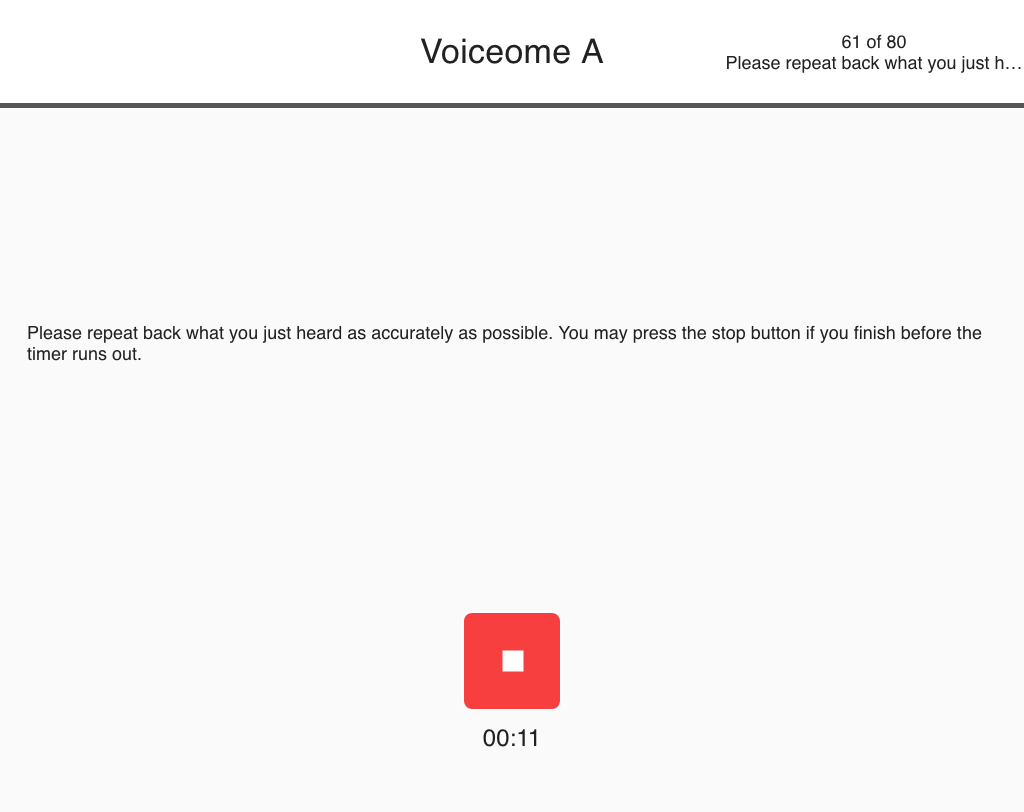 Voiceome A
61 of 80
Please repeat back what you just h...
Please repeat back what you just heard as accurately as possible. You may press the stop button if you finish before the
timer runs out.
00:11